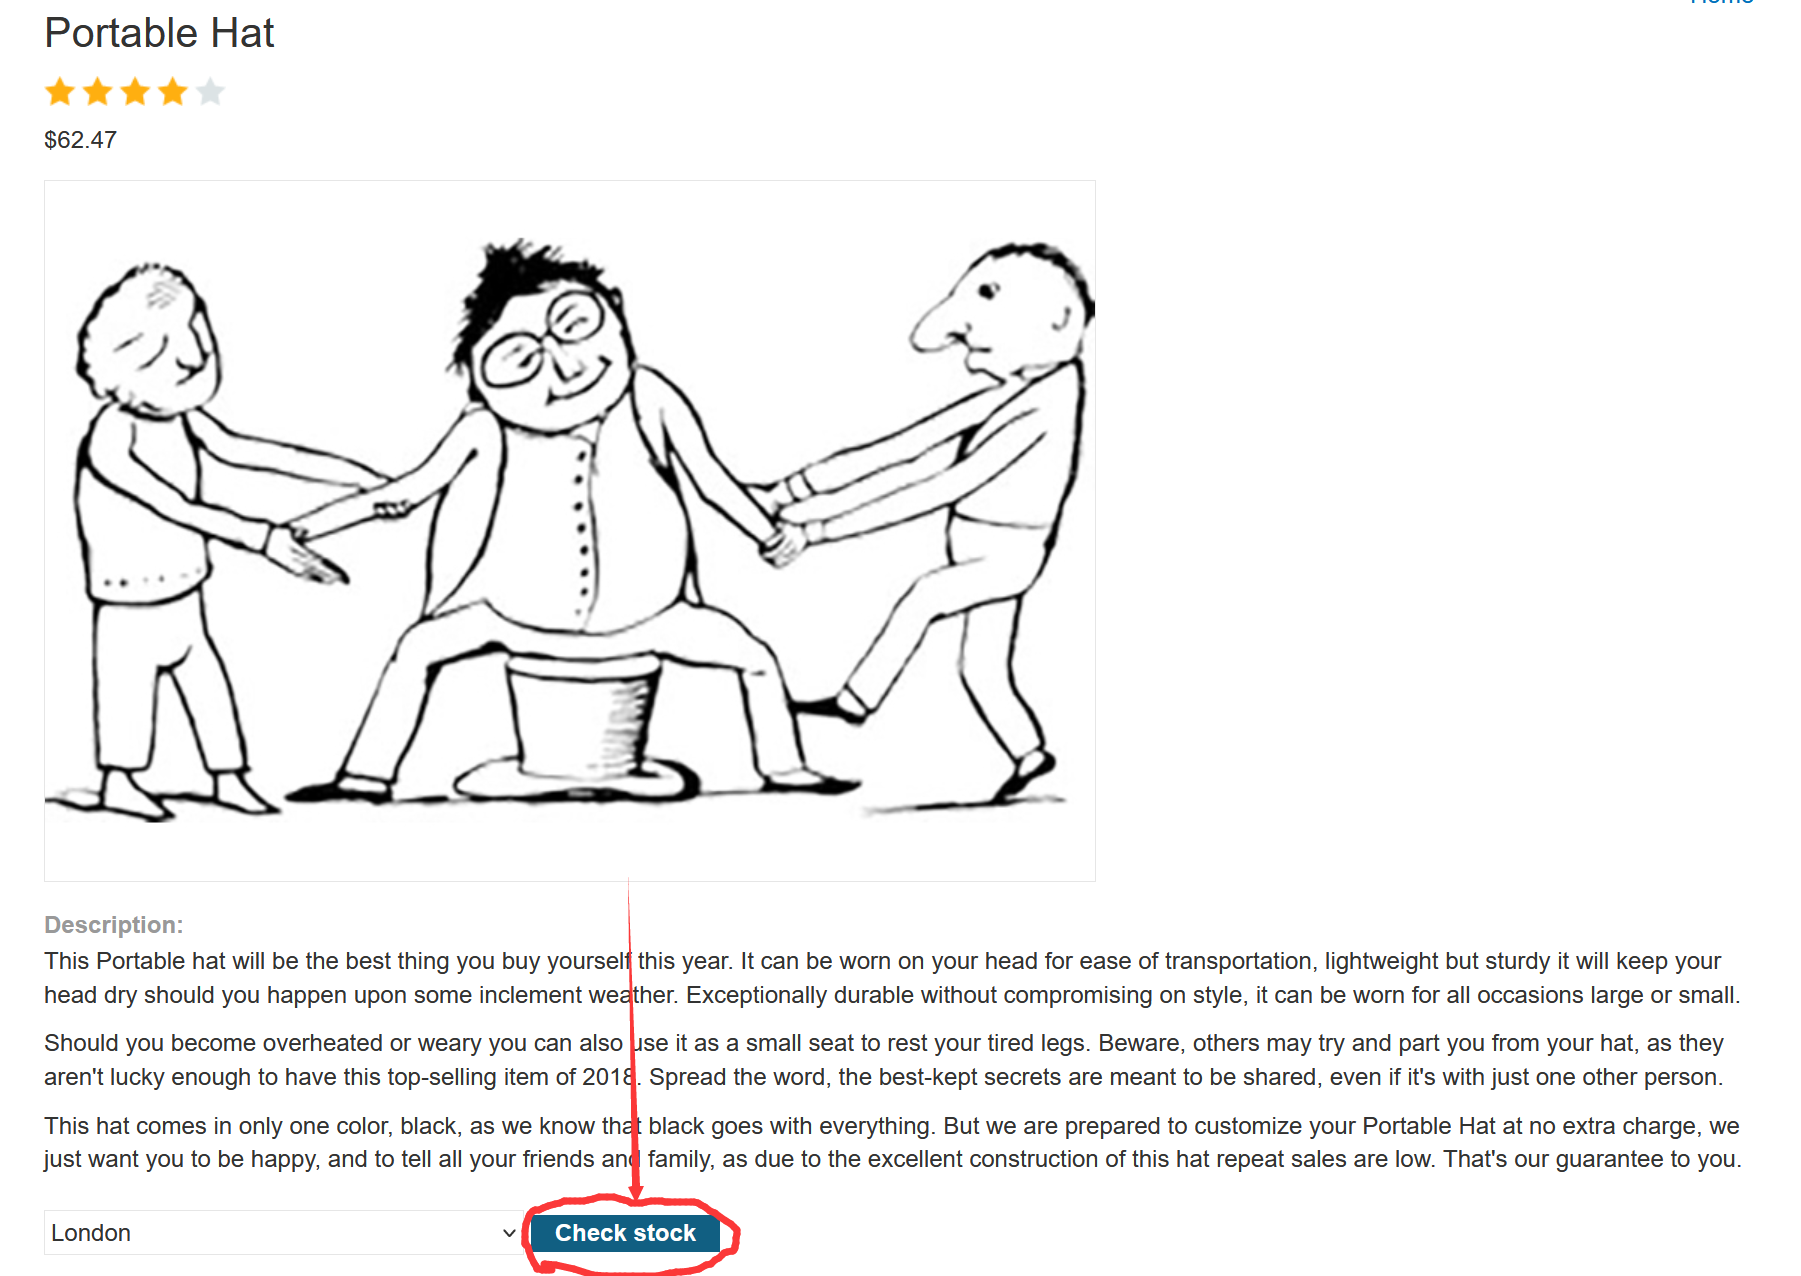 Portable Hat
$62.47
Description:
This Portable hat will be the best thing you buy yourself this year. It can be worn on your head for ease of transportation, lightweight but sturdy it will keep your
head dry should you happen upon some inclement weather. Exceptionally durable without compromising on style, it can be worn for all occasions large or small.
Should you become overheated or weary you can also use it as a small seat to rest your tired legs. Beware, others may try and part you from your hat, as they
aren't lucky enough to have this top-selling item of 2018. Spread the word, the best-kept secrets are meant to be shared, even if it's with just one other person.
This hat comes in only one color, black, as we know that black goes with everything. But we are prepared to customize your Portable Hat at no extra charge, we
just want you to be happy, and to tell all your friends and family, as due to the excellent construction of this hat repeat sales are low. That's our guarantee to you.
London
Check stock